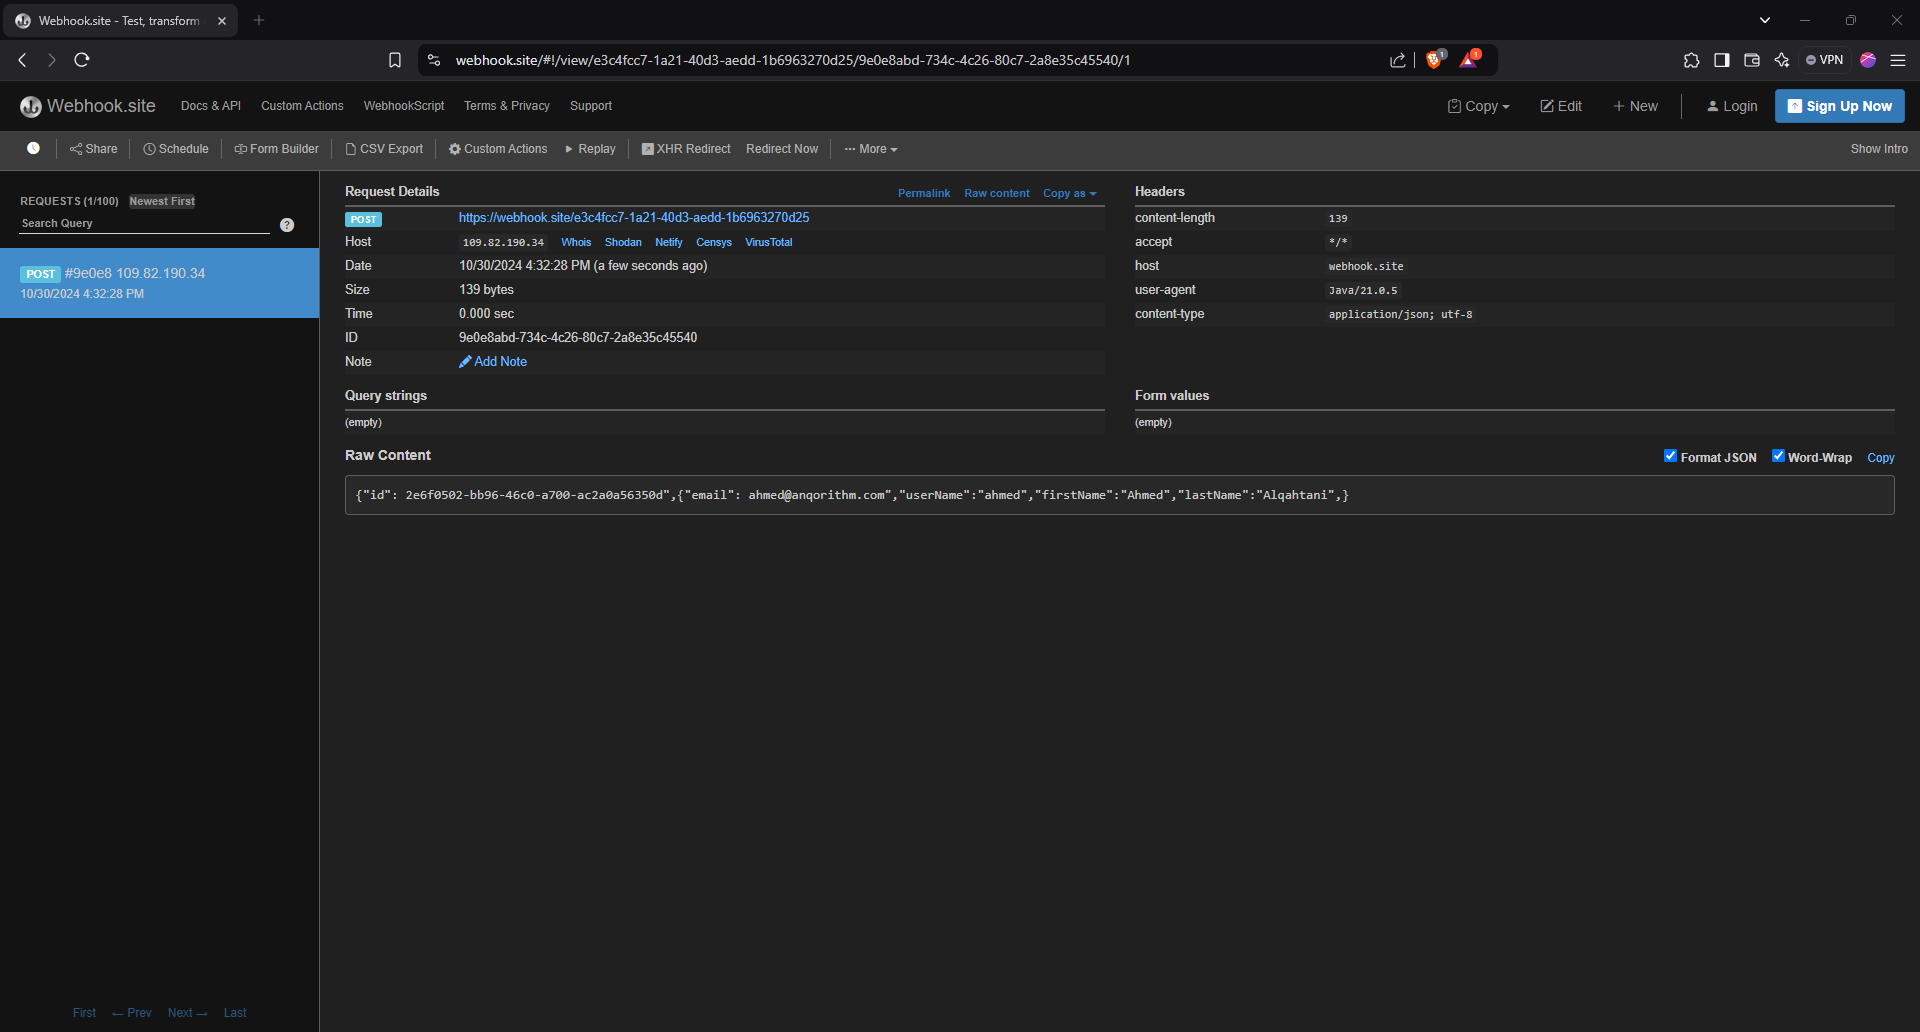 Webhook.site - Test, transform
webhook.site/#!/view/e3c4fcc7-1a21-40d3-aedd-1b6963270d25/9e0e8abd-734c-4c26-80c7-2a8e35c45540/1
1
1
VPN
Webhook.site Docs & API Custom Actions WebhookScript Terms & Privacy Support Copy Edit + New Login Sign Up Now
Share Schedule Form Builder CSV Export Custom Actions Replay XHR Redirect Redirect Now ··· More Show Intro
REQUESTS (1/100) Newest First
Search Query ?
POST #9e0e8 109.82.190.34
10/30/2024 4:32:28 PM
First ← Prev Next → Last
Request Details Permalink Raw content Copy as
POST https://webhook.site/e3c4fcc7-1a21-40d3-aedd-1b6963270d25
Host 109.82.190.34 Whois Shodan Netify Censys VirusTotal
Date 10/30/2024 4:32:28 PM (a few seconds ago)
Size 139 bytes
Time 0.000 sec
ID 9e0e8abd-734c-4c26-80c7-2a8e35c45540
Note Add Note
Headers
content-length 139
accept */*
host webhook.site
user-agent Java/21.0.5
content-type application/json; utf-8
Query strings
(empty)
Form values
(empty)
Raw Content Format JSON Word-Wrap Copy
{"id": 2e6f0502-bb96-46c0-a700-ac2a0a56350d",{"email": ahmed@anqorithm.com","userName":"ahmed","firstName":"Ahmed","lastName":"Alqahtani",}